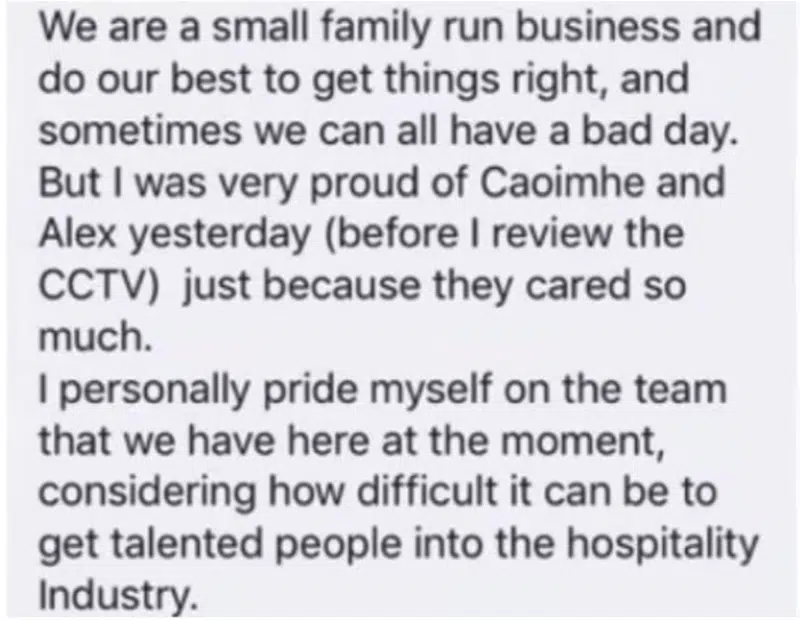 We are a small family run business and
do our best to get things right, and
sometimes we can all have a bad day.
But I was very proud of Caoimhe and
Alex yesterday (before I review the
CCTV)  just because they cared so
much.
I personally pride myself on the team
that we have here at the moment,
considering how difficult it can be to
get talented people into the hospitality
Industry.